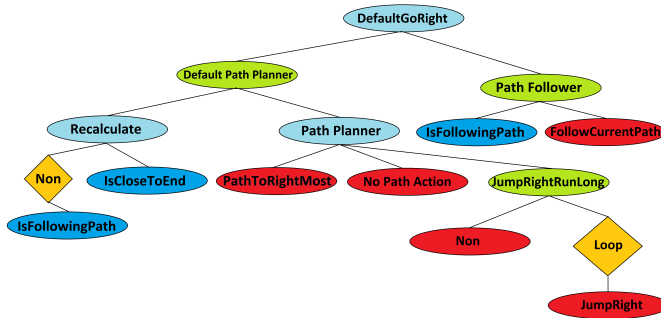 DefaultGoRight
Default Path Planner
Path Follower
Recalculate
Path Planner
IsFollowingPath
FollowCurrentPath
Non
IsCloseToEnd
PathToRightMost
No Path Action
JumpRightRunLong
IsFollowingPath
Non
Loop
JumpRight